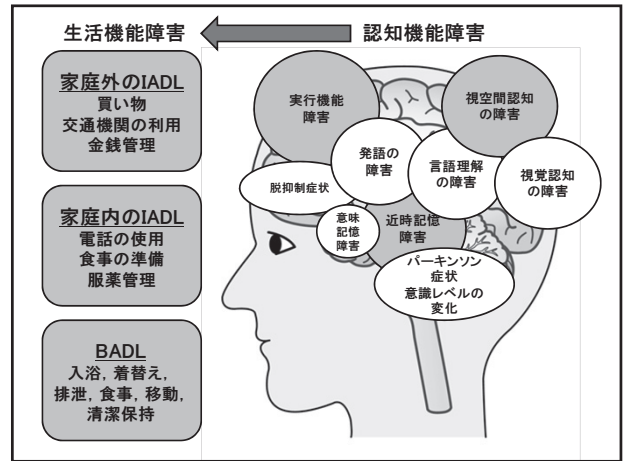 生活機能障害
認知機能障害
家庭外のIADL
買い物
交通機関の利用
金銭管理
家庭内のIADL
電話の使用
食事の準備
服薬管理
BADL
入浴，着替え，
排泄，食事，移動，
清潔保持
実行機能
障害
視空間認知
の障害
発語の
障害
言語理解
の障害
視覚認知
の障害
脱抑制症状
意味
記憶
障害
近時記憶
障害
パーキンソン
症状
意識レベルの
変化